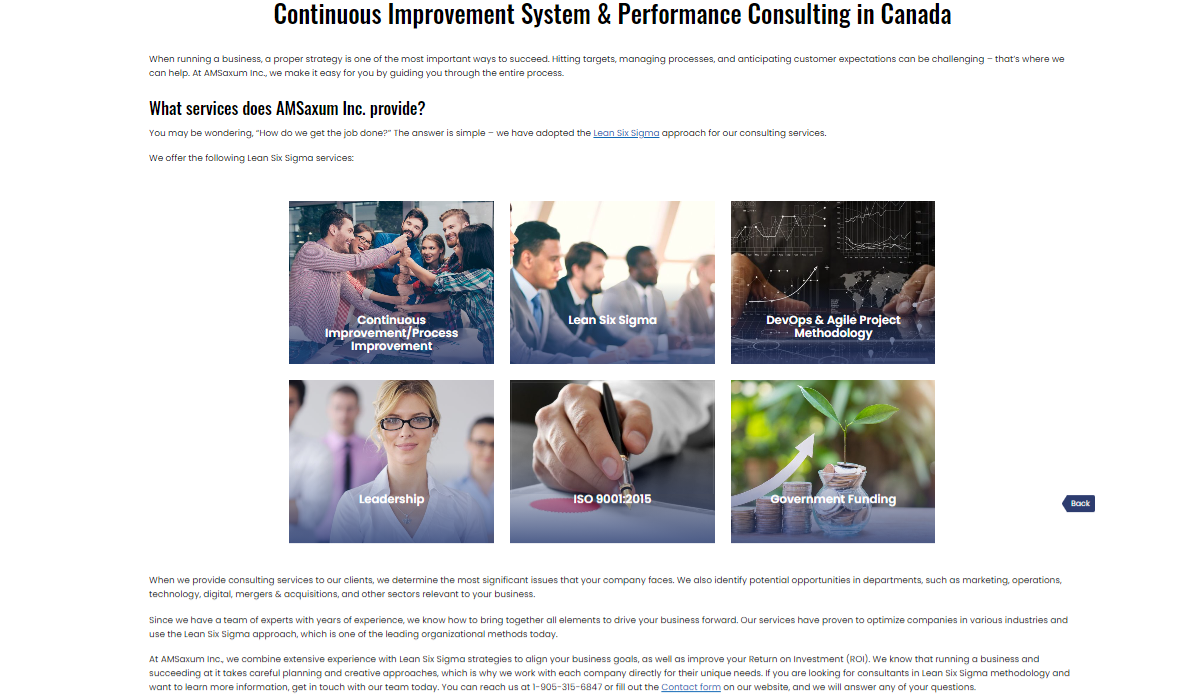 Continuous Improvement System & Performance Consulting in Canada
When running a business, a proper strategy is one of the most important ways to succeed. Hitting targets, managing processes, and anticipating customer expectations can be challenging – that's where we
can help. At AMSaxum Inc., we make it easy for you by guiding you through the entire process.
What services does AMSaxum Inc. provide?
You may be wondering, "How do we get the job done?" The answer is simple – we have adopted the Lean Six Sigma approach for our consulting services.
We offer the following Lean Six Sigma services:
Continuous
Improvement/Process
Improvement
Lean Six Sigma
DevOps & Agile Project
Methodology
Leadership
ISO 9001:2015
Government Funding
Back
When we provide consulting services to our clients, we determine the most significant issues that your company faces. We also identify potential opportunities in departments, such as marketing, operations,
technology, digital, mergers & acquisitions, and other sectors relevant to your business.
Since we have a team of experts with years of experience, we know how to bring together all elements to drive your business forward. Our services have proven to optimize companies in various industries and
use the Lean Six Sigma approach, which is one of the leading organizational methods today.
At AMSaxum Inc., we combine extensive experience with Lean Six Sigma strategies to align your business goals, as well as improve your Return on Investment (ROI). We know that running a business and
succeeding at it takes careful planning and creative approaches, which is why we work with each company directly for their unique needs. If you are looking for consultants in Lean Six Sigma methodology and
want to learn more information, get in touch with our team today. You can reach us at 1-905-315-6847 or fill out the Contact form on our website, and we will answer any of your questions.